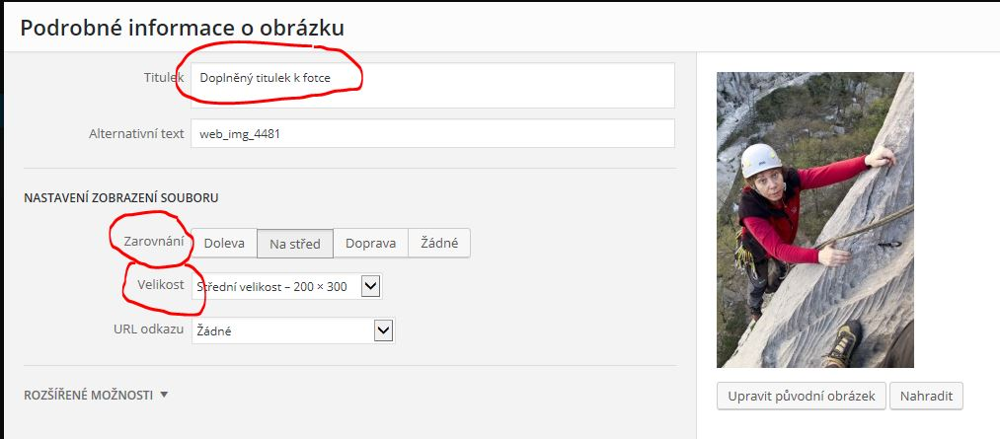 Podrobné informace o obrázku
Titulek Doplněný titulek k fotce
Alternativní text web_img_4481
NASTAVENÍ ZOBRAZENÍ SOUBORU
Zarovnání Doleva Na střed Doprava Žádné
Velikost Střední velikost – 200 × 300
URL odkazu Žádné
ROZŠÍŘENÉ MOŽNOSTI
Upravit původní obrázek Nahradit